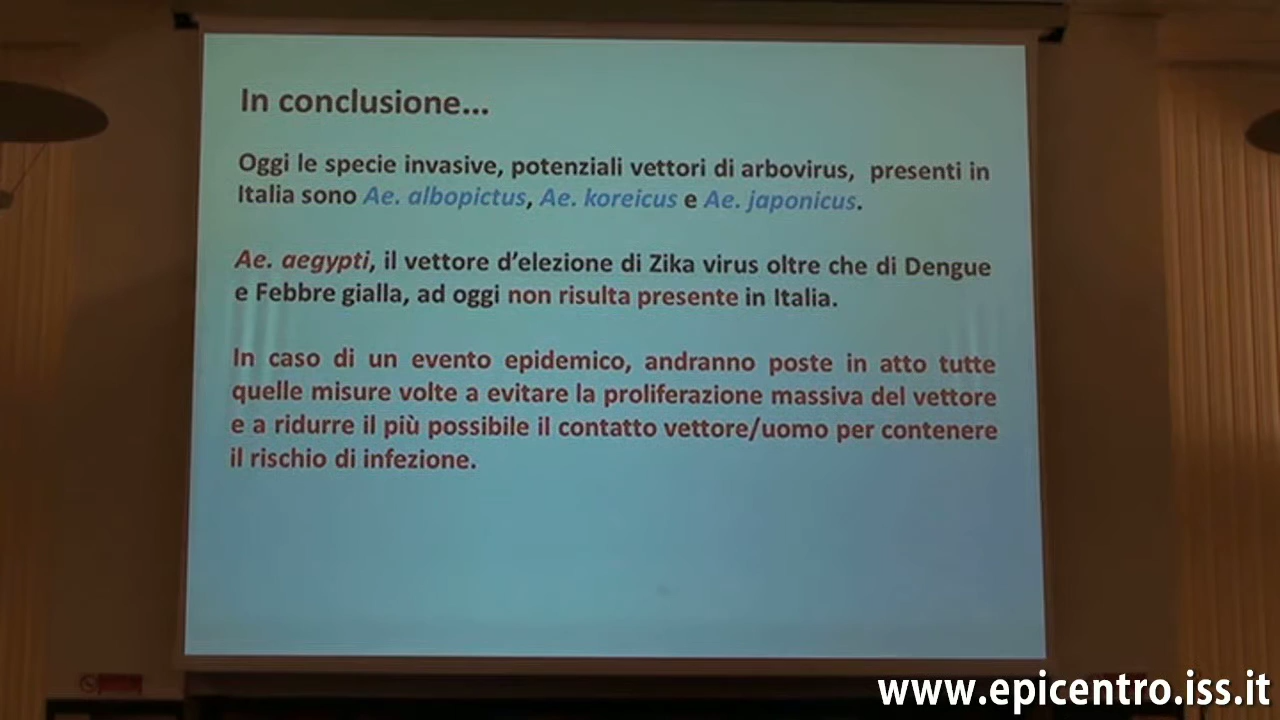 In conclusione...
Oggi le specie invasive, potenziali vettori di arbovirus, presenti in
Italia sono Ae. albopictus, Ae. koreicus e Ae. japonicus.
Ae. aegypti, il vettore d'elezione di Zika virus oltre che di Dengue
e Febbre gialla, ad oggi non risulta presente in Italia.
In caso di un evento epidemico, andranno poste in atto tutte
quelle misure volte a evitare la proliferazione massiva del vettore
e a ridurre il più possibile il contatto vettore/uomo per contenere
il rischio di infezione.
www.epicentro.iss.it